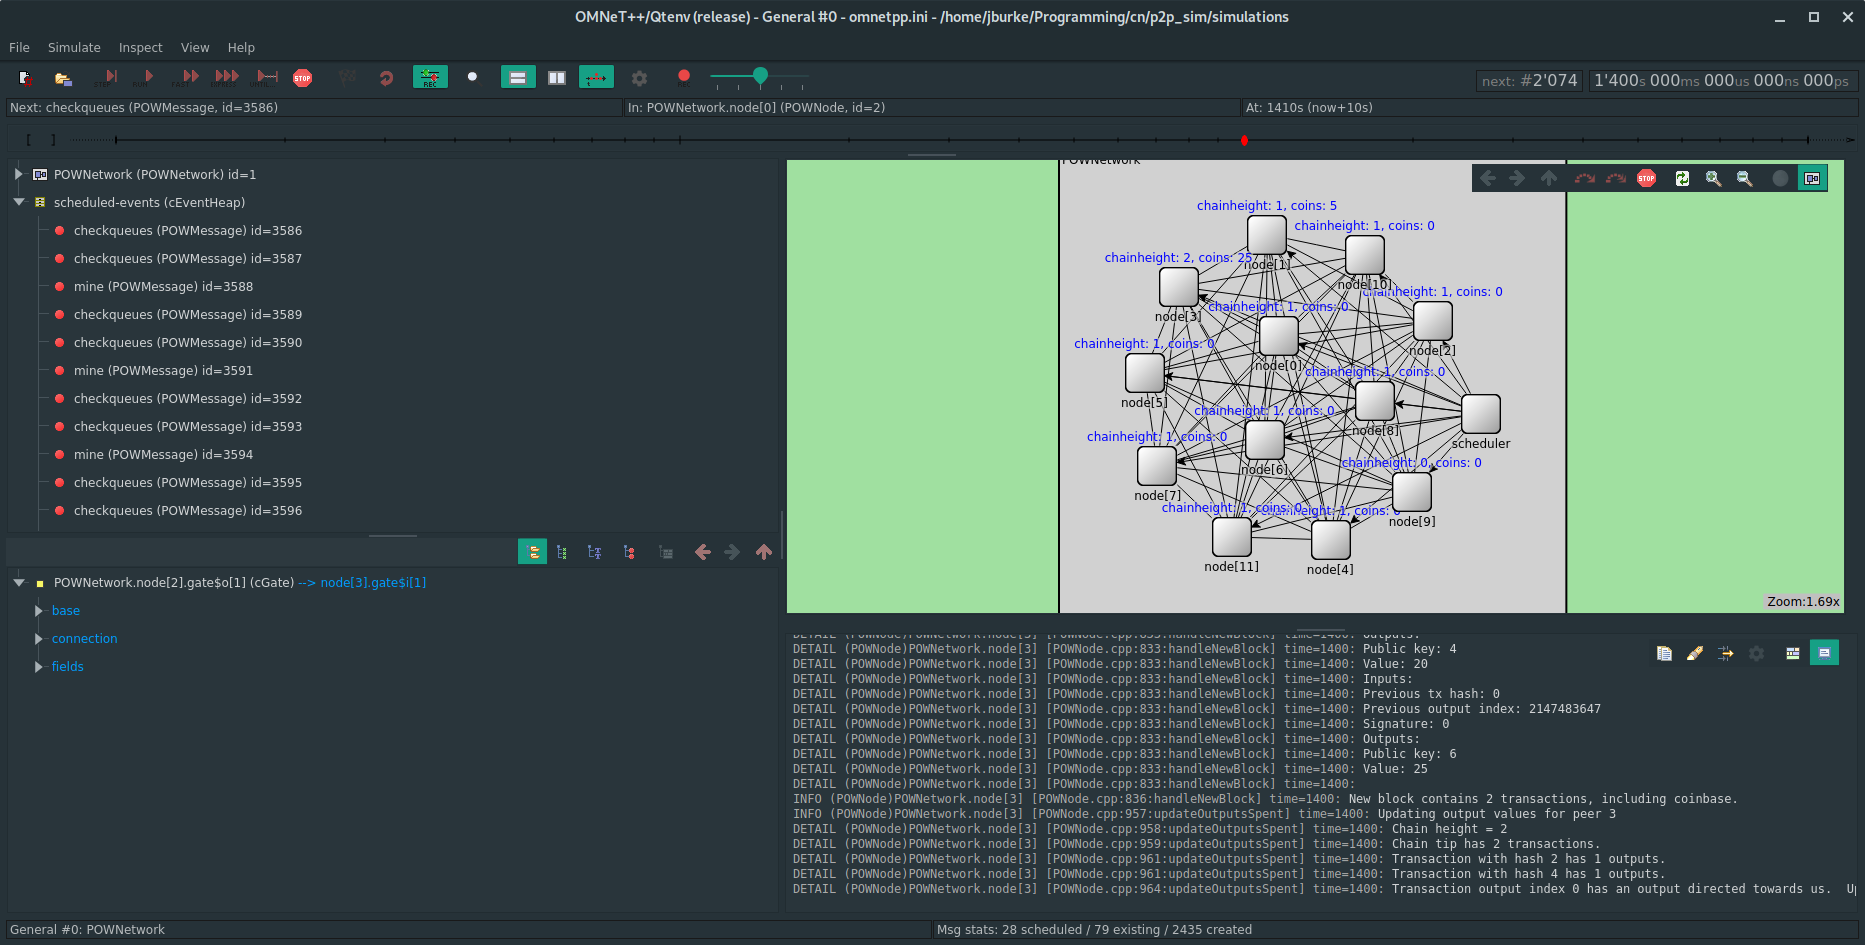 OMNeT++/Qtenv (release) - General #0 - omnetpp.ini - /home/jburke/Programming/cn/p2p_sim/simulations
File Simulate Inspect View Help
STOP REC next: #2'074 1'400s 000ms 000us 000ns 000ps
Next: checkqueues (POWMessage, id=3586) In: POWNetwork.node[0] (POWNode, id=2) At: 1410s (now+10s)
[ ]
POWNetwork (POWNetwork) id=1
scheduled-events (cEventHeap)
checkqueues (POWMessage) id=3586
checkqueues (POWMessage) id=3587
mine (POWMessage) id=3588
checkqueues (POWMessage) id=3589
checkqueues (POWMessage) id=3590
mine (POWMessage) id=3591
checkqueues (POWMessage) id=3592
checkqueues (POWMessage) id=3593
mine (POWMessage) id=3594
checkqueues (POWMessage) id=3595
checkqueues (POWMessage) id=3596
POWNetwork.node[2].gate$o[1] (cGate) --> node[3].gate$i[1]
base
connection
fields
POWNetwork
STOP
chainheight: 1, coins: 5
chainheight: 1, coins: 0
chainheight: 2, coins: 25
node[1]
node[10]
chainheight: 1, coins: 0
chainheight: 1, coins: 0
node[3]
chainheight: 1, coins: 0
node[2]
node[0]
chainheight: 1, coins: 0
node[5]
chainheight: 1, coins: 0
node[8]
chainheight: 1, coins: 0
scheduler
chainheight: 0, coins: 0
node[6]
node[7]
chainheight: 1, coins: 0
chainheight: 1, coins: 0
node[9]
node[11]
node[4]
Zoom:1.69x
DETAIL (POWNode)POWNetwork.node[3] [POWNode.cpp:833:handleNewBlock] time=1400: Outputs:
DETAIL (POWNode)POWNetwork.node[3] [POWNode.cpp:833:handleNewBlock] time=1400: Public key: 4
DETAIL (POWNode)POWNetwork.node[3] [POWNode.cpp:833:handleNewBlock] time=1400: Value: 20
DETAIL (POWNode)POWNetwork.node[3] [POWNode.cpp:833:handleNewBlock] time=1400: Inputs:
DETAIL (POWNode)POWNetwork.node[3] [POWNode.cpp:833:handleNewBlock] time=1400: Previous tx hash: 0
DETAIL (POWNode)POWNetwork.node[3] [POWNode.cpp:833:handleNewBlock] time=1400: Previous output index: 2147483647
DETAIL (POWNode)POWNetwork.node[3] [POWNode.cpp:833:handleNewBlock] time=1400: Signature: 0
DETAIL (POWNode)POWNetwork.node[3] [POWNode.cpp:833:handleNewBlock] time=1400: Outputs:
DETAIL (POWNode)POWNetwork.node[3] [POWNode.cpp:833:handleNewBlock] time=1400: Public key: 6
DETAIL (POWNode)POWNetwork.node[3] [POWNode.cpp:833:handleNewBlock] time=1400: Value: 25
DETAIL (POWNode)POWNetwork.node[3] [POWNode.cpp:833:handleNewBlock] time=1400:
INFO (POWNode)POWNetwork.node[3] [POWNode.cpp:836:handleNewBlock] time=1400: New block contains 2 transactions, including coinbase.
INFO (POWNode)POWNetwork.node[3] [POWNode.cpp:957:updateOutputsSpent] time=1400: Updating output values for peer 3
DETAIL (POWNode)POWNetwork.node[3] [POWNode.cpp:958:updateOutputsSpent] time=1400: Chain height = 2
DETAIL (POWNode)POWNetwork.node[3] [POWNode.cpp:959:updateOutputsSpent] time=1400: Chain tip has 2 transactions.
DETAIL (POWNode)POWNetwork.node[3] [POWNode.cpp:961:updateOutputsSpent] time=1400: Transaction with hash 2 has 1 outputs.
DETAIL (POWNode)POWNetwork.node[3] [POWNode.cpp:961:updateOutputsSpent] time=1400: Transaction with hash 4 has 1 outputs.
DETAIL (POWNode)POWNetwork.node[3] [POWNode.cpp:964:updateOutputsSpent] time=1400: Transaction output index 0 has an output directed towards us.
General #0: POWNetwork Msg stats: 28 scheduled / 79 existing / 2435 created